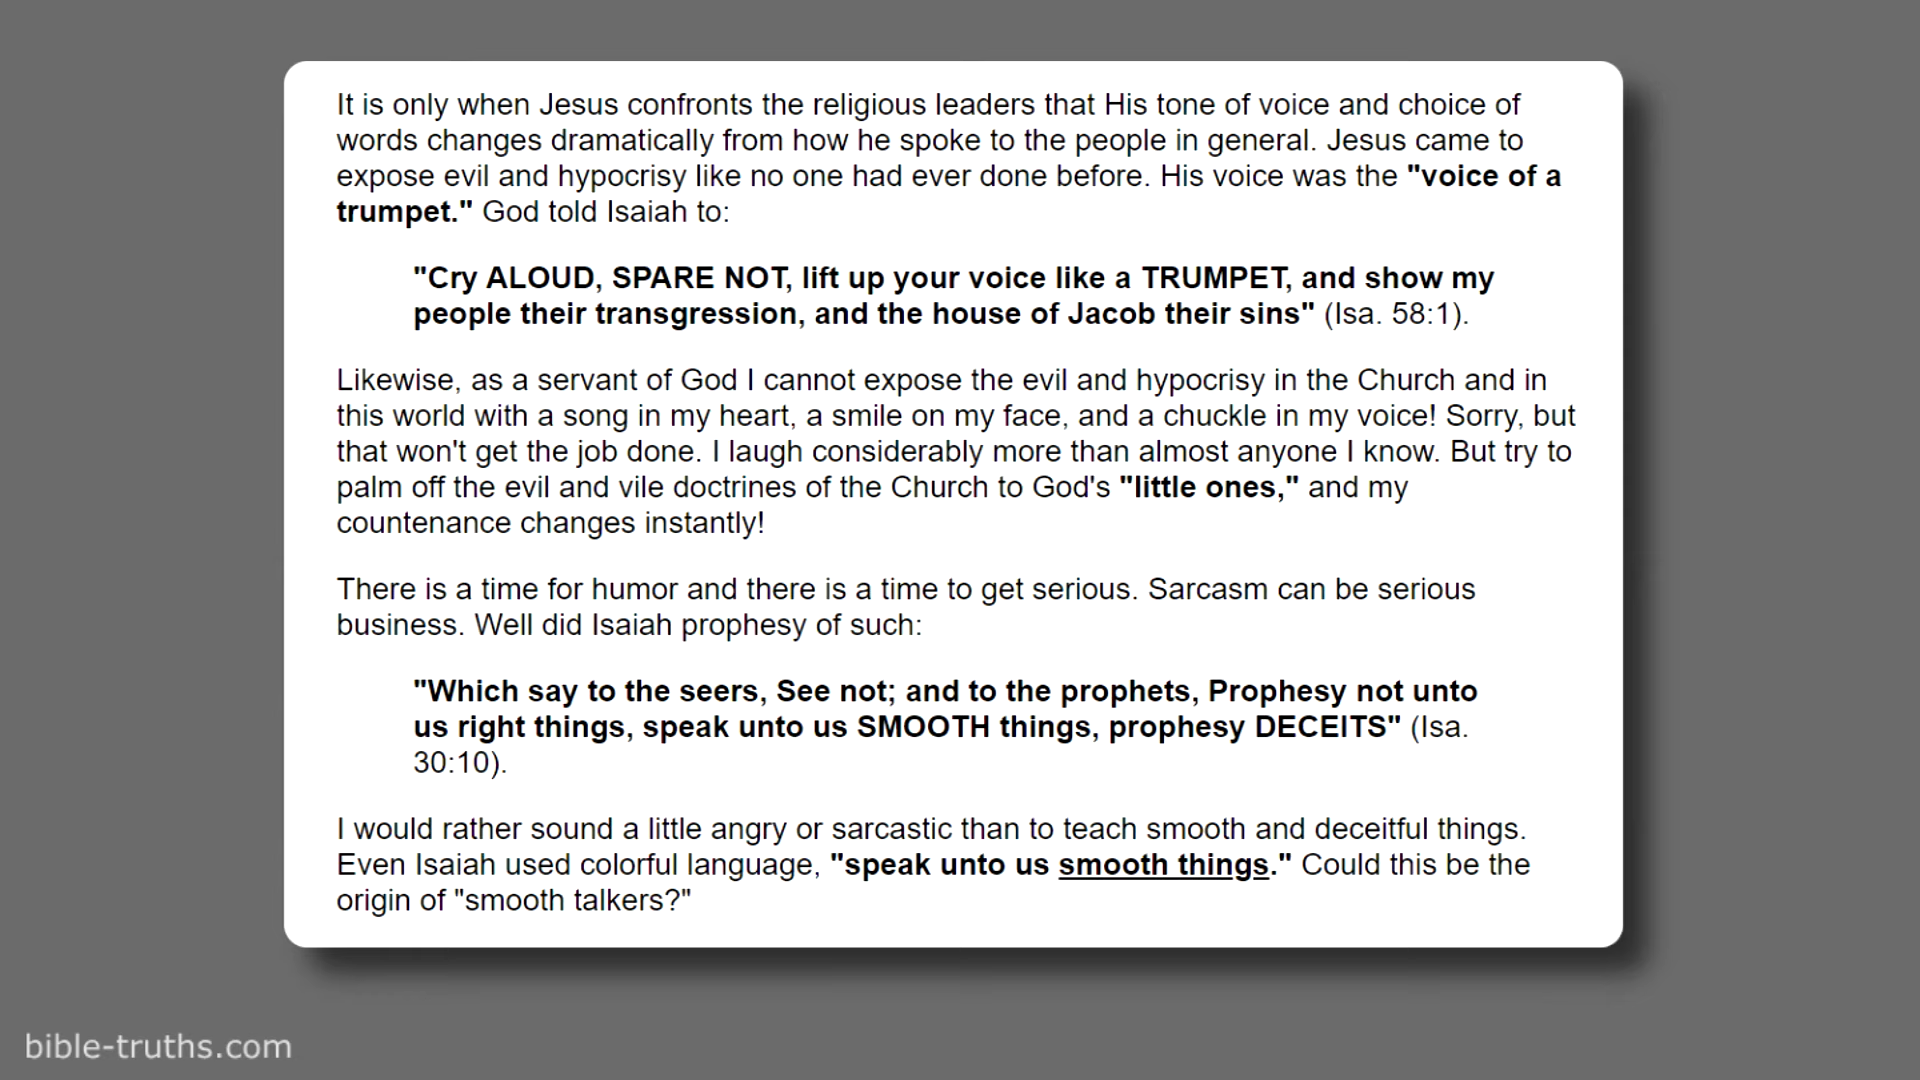 It is only when Jesus confronts the religious leaders that His tone of voice and choice of
words changes dramatically from how he spoke to the people in general. Jesus came to
expose evil and hypocrisy like no one had ever done before. His voice was the "voice of a
trumpet." God told Isaiah to:
"Cry ALOUD, SPARE NOT, lift up your voice like a TRUMPET, and show my
people their transgression, and the house of Jacob their sins" (Isa. 58:1).
Likewise, as a servant of God I cannot expose the evil and hypocrisy in the Church and in
this world with a song in my heart, a smile on my face, and a chuckle in my voice! Sorry, but
that won't get the job done. I laugh considerably more than almost anyone I know. But try to
palm off the evil and vile doctrines of the Church to God's "little ones," and my
countenance changes instantly!
There is a time for humor and there is a time to get serious. Sarcasm can be serious
business. Well did Isaiah prophesy of such:
"Which say to the seers, See not; and to the prophets, Prophesy not unto
us right things, speak unto us SMOOTH things, prophesy DECEITS" (Isa.
30:10).
I would rather sound a little angry or sarcastic than to teach smooth and deceitful things.
Even Isaiah used colorful language, "speak unto us smooth things." Could this be the
origin of "smooth talkers?"
bible-truths.com